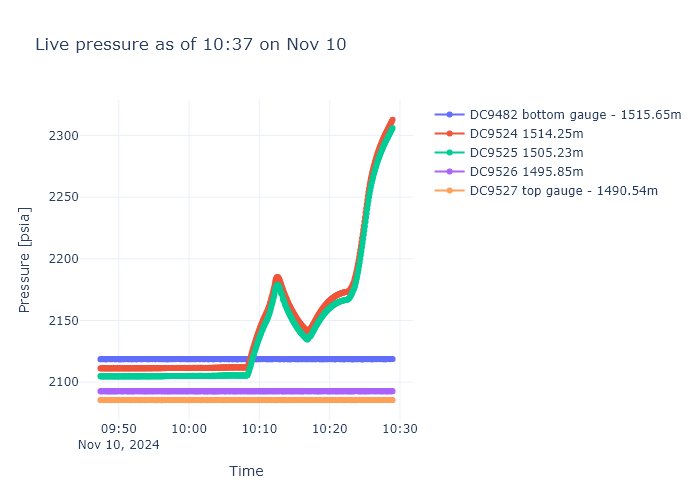 Live pressure as of 10:37 on Nov 10
DC9482 bottom gauge - 1515.65m
DC9524 1514.25m
DC9525 1505.23m
DC9526 1495.85m
DC9527 top gauge - 1490.54m
Pressure [psia]
2300
2250
2200
2150
2100
09:50 10:00 10:10 10:20 10:30
Nov 10, 2024
Time